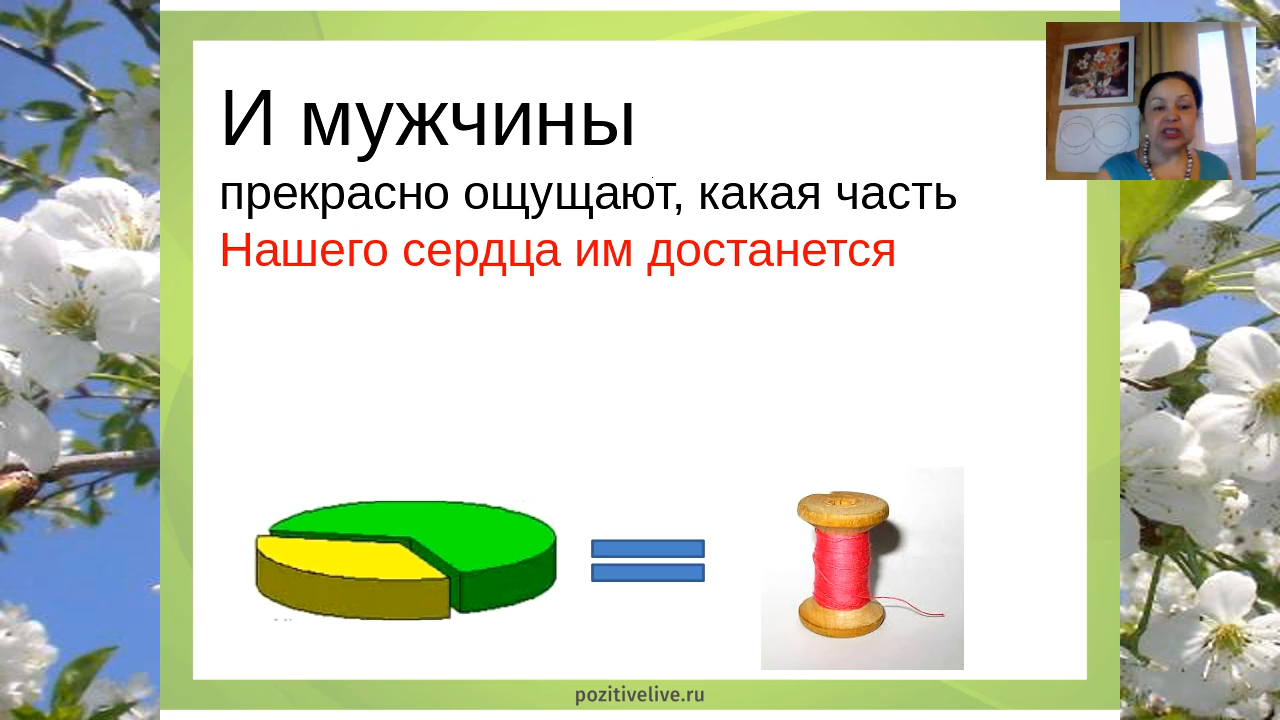 И мужчины
прекрасно ощущают, какая часть
Нашего сердца им достанется
pozitivelive.ru